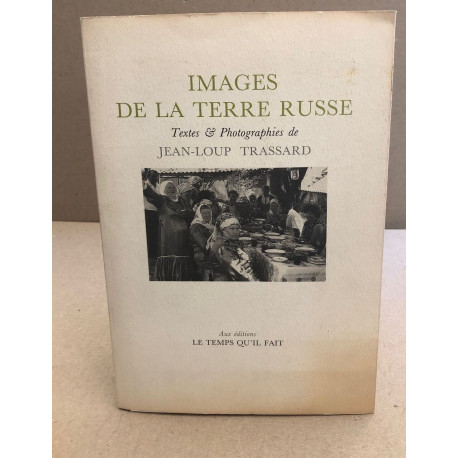 IMAGES
DE LA TERRE RUSSE
Textes & Photographies de
JEAN-LOUP TRASSARD
Aux éditions
LE TEMPS QU'IL FAIT